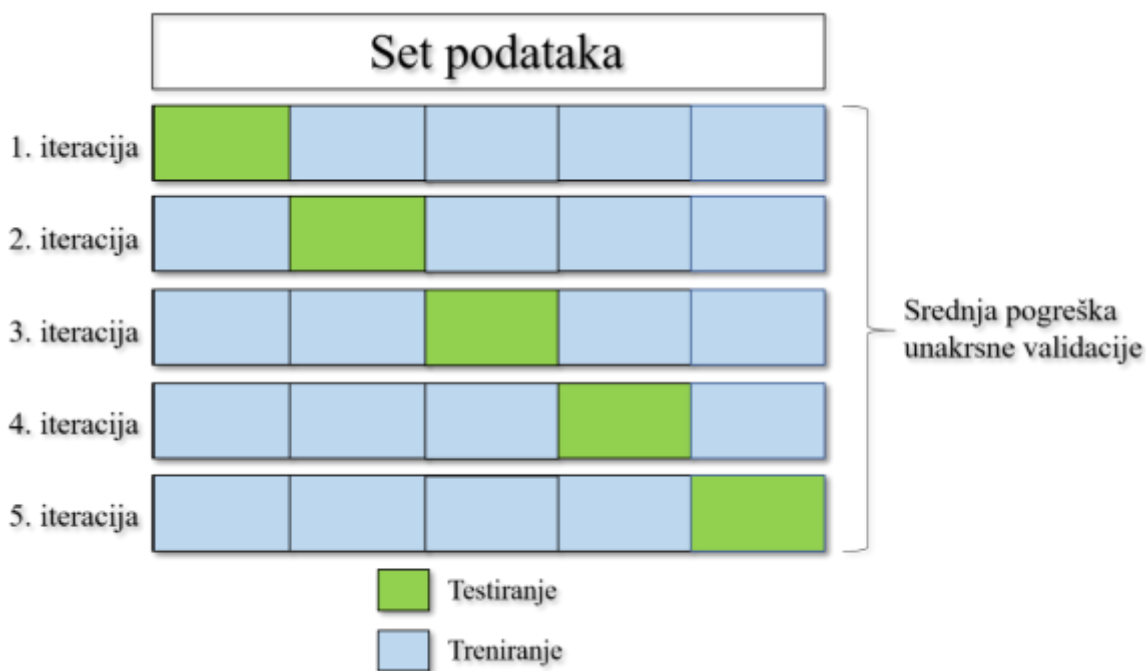 Set podataka
1. iteracija
2. iteracija
3. iteracija
4. iteracija
5. iteracija
Srednja pogreška
unakrsne validacije
Testiranje
Treniranje